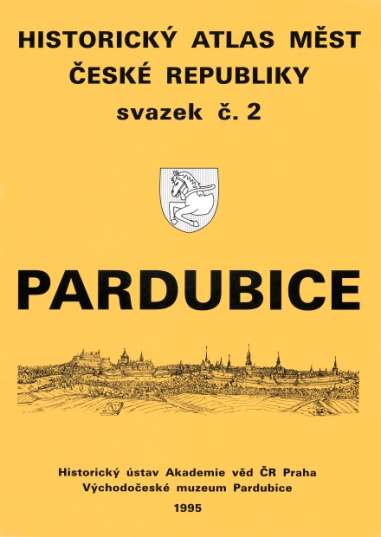 HISTORICKÝ ATLAS MĚST
ČESKÉ REPUBLIKY
svazek č. 2
PARDUBICE
Historický ústav Akademie věd ČR Praha
Východočeské muzeum Pardubice
1995